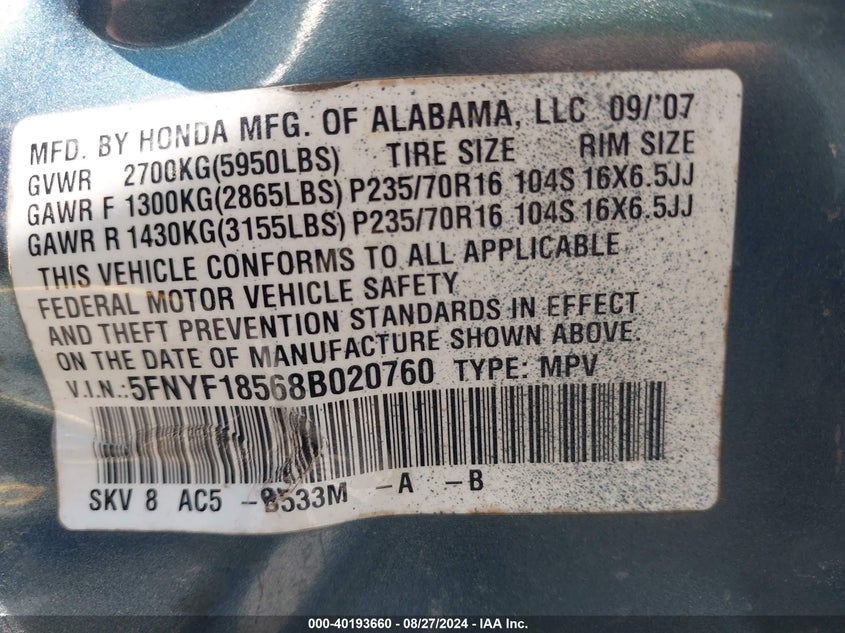 MFD. BY HONDA MFG. OF ALABAMA, LLC 09/'07
GVWR 2700KG(5950LBS) TIRE SIZE RIM SIZE
GAWR F 1300KG(2865LBS) P235/70R16 104S 16X6.5JJ
GAWR R 1430KG(3155LBS) P235/70R16 104S 16X6.5JJ
THIS VEHICLE CONFORMS TO ALL APPLICABLE
FEDERAL MOTOR VEHICLE SAFETY
AND THEFT PREVENTION STANDARDS IN EFFECT
ON THE DATE OF MANUFACTURE SHOWN ABOVE.
V.I.N.:5FNYF18568B020760 TYPE: MPV
SKV 8 AC5 -B533M -A -B
000-40193660 - 08/27/2024 - IAA Inc.